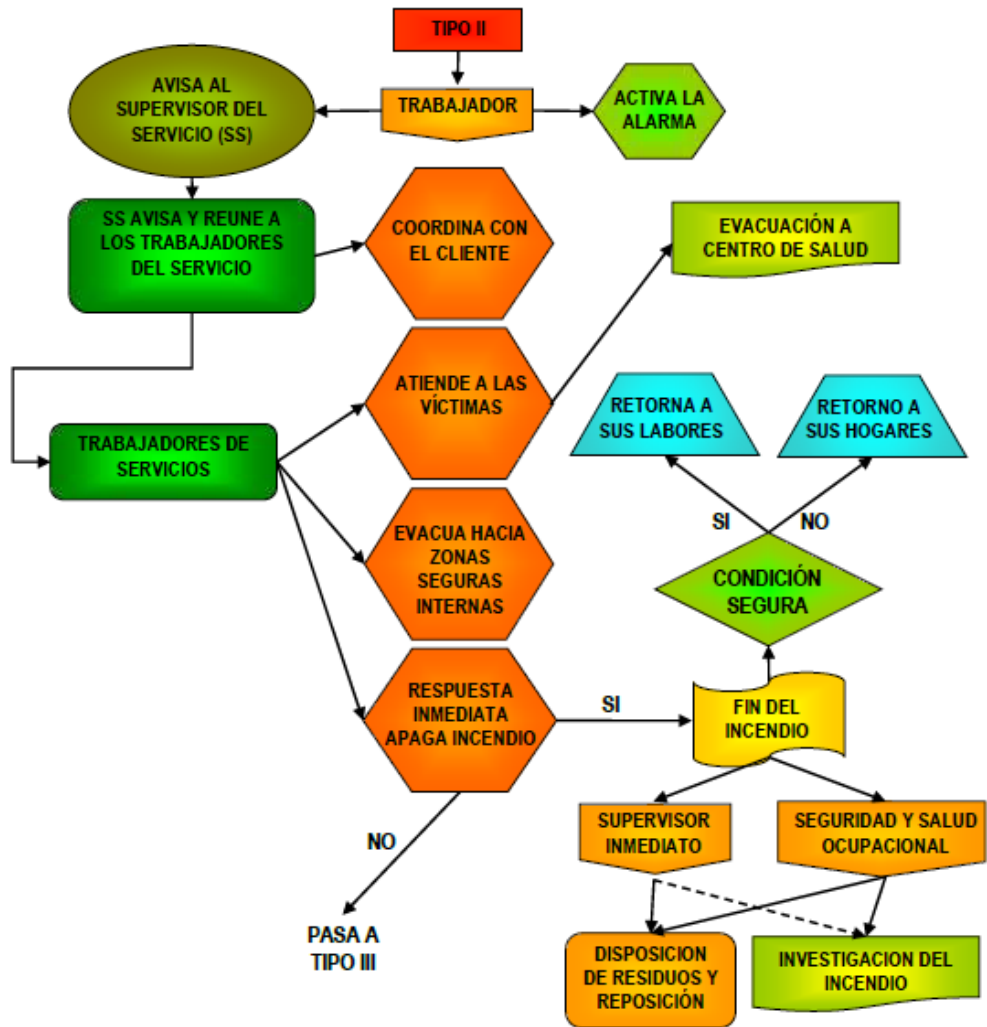 TIPO II
TRABAJADOR
AVISA AL
SUPERVISOR DEL
SERVICIO (SS)
ACTIVA LA
ALARMA
SS AVISA Y REUNE A
LOS TRABAJADORES
DEL SERVICIO
COORDINA CON
EL CLIENTE
EVACUACIÓN A
CENTRO DE SALUD
ATIENDE A LAS
VÍCTIMAS
RETORNA A
SUS LABORES
RETORNO A
SUS HOGARES
TRABAJADORES DE
SERVICIOS
SI
NO
EVACUA HACIA
ZONAS
SEGURAS
INTERNAS
CONDICIÓN
SEGURA
RESPUESTA
INMEDIATA
APAGA INCENDIO
SI
FIN DEL
INCENDIO
NO
SUPERVISOR
INMEDIATO
SEGURIDAD Y SALUD
OCUPACIONAL
PASA A
TIPO III
DISPOSICION
DE RESIDUOS Y
REPOSICIÓN
INVESTIGACION DEL
INCENDIO